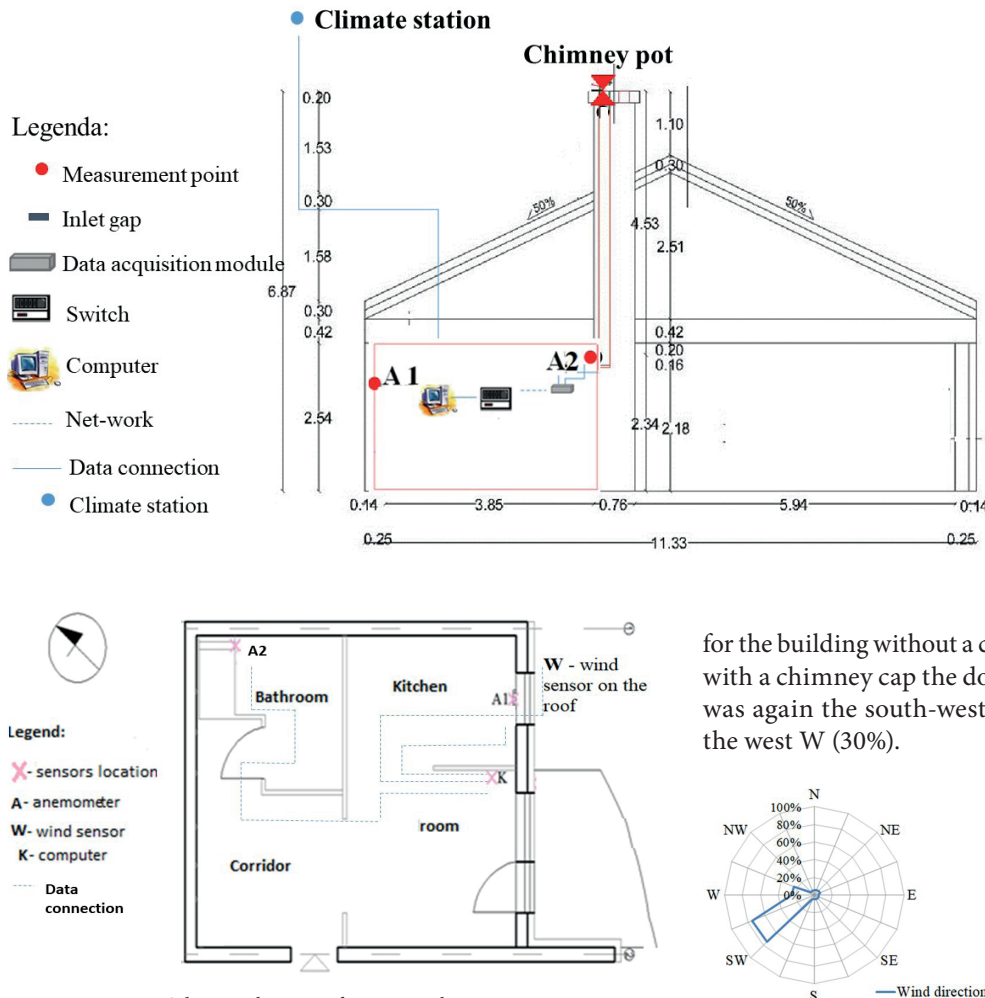 Climate station
Chimney pot
Legenda:
Measurement point
Inlet gap
Data acquisition module
Switch
Computer
Net-work
Data connection
Climate station
0.20
1.53
0.30
1.58
6.87
0.30
0.42
2.54
50%
50%
1.10
0.30
4.53
2.51
0.42
0.20
0.16
2.34
2.18
A1
A2
0.14
3.85
0.76
5.94
0.14
0.25
11.33
0.25
Legend:
X- sensors location
A- anemometer
W- wind sensor
K- computer
Data
connection
A2
Bathroom
Kitchen
A1
K
room
Corridor
W - wind
sensor on the
roof
for the building without a
with a chimney cap the
was again the south-west
the west W (30%).
N
NE
E
SE
S
SW
W
NW
100%
80%
60%
40%
20%
0%
Wind direction